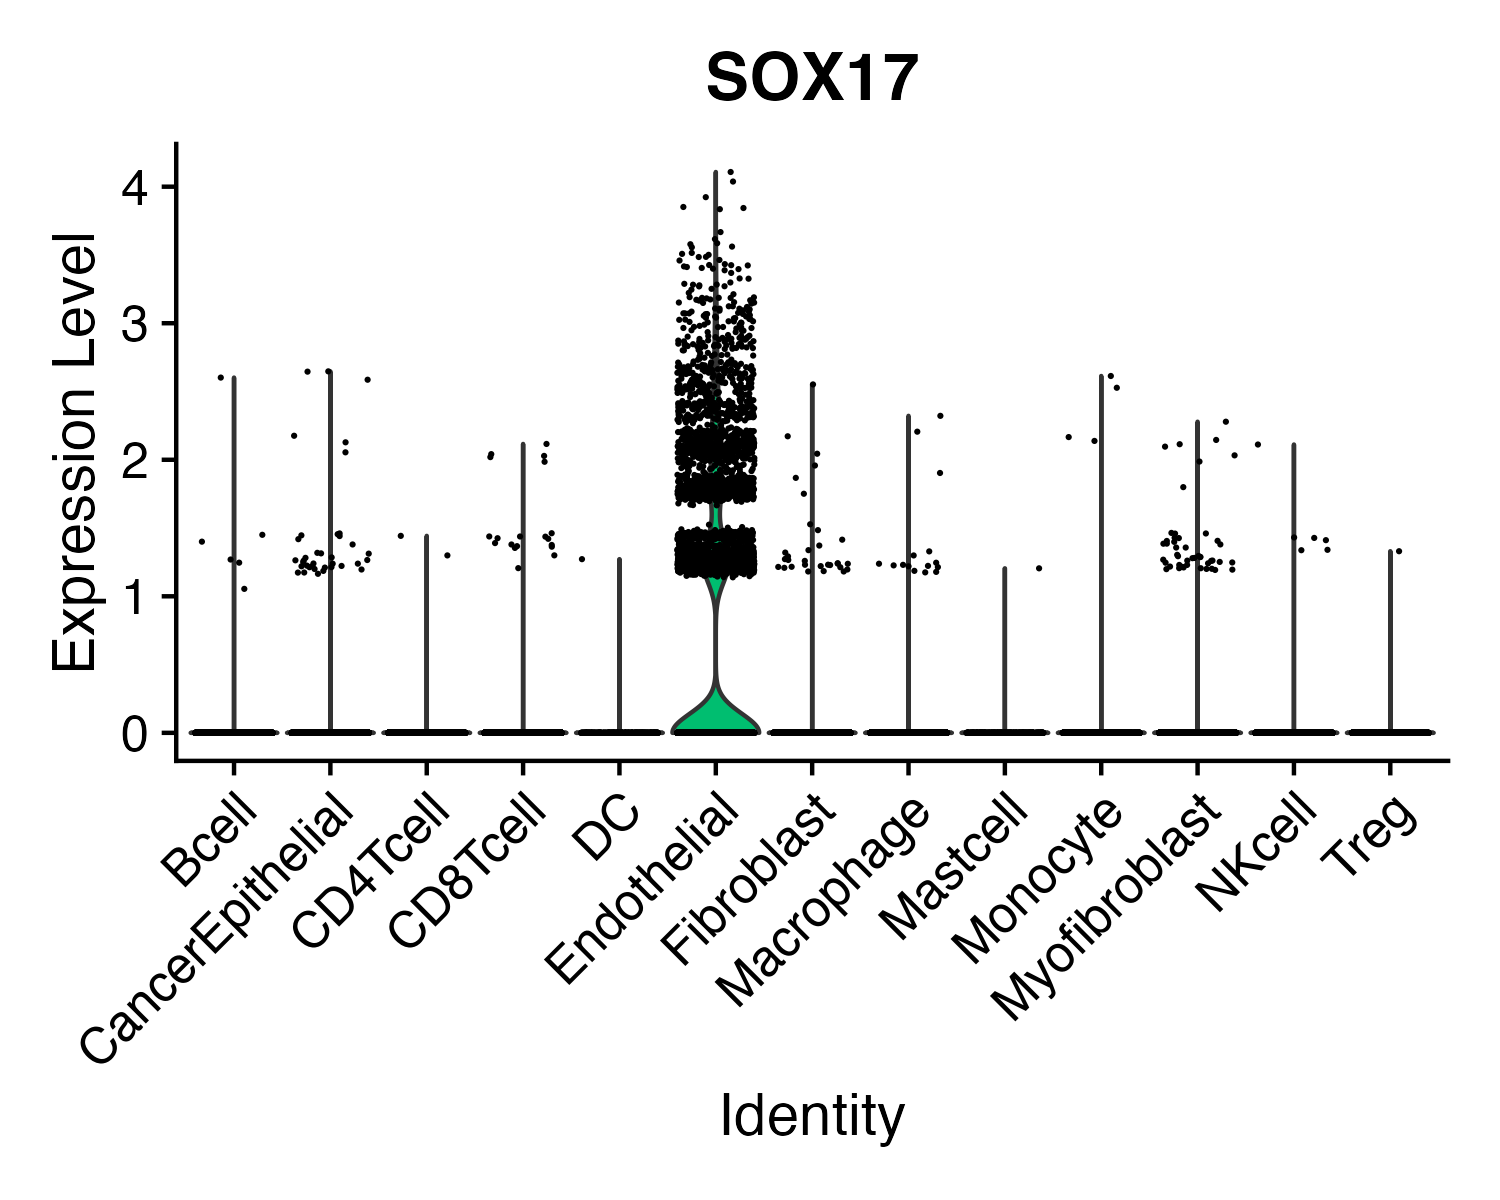 SOX17
Expression Level
4
3
2
1
0
Bcell
CancerEpithelial
CD4Tcell
CD8Tcell
DC
Endothelial
Fibroblast
Macrophage
Mastcell
Monocyte
Myofibroblast
NKcell
Treg
Identity